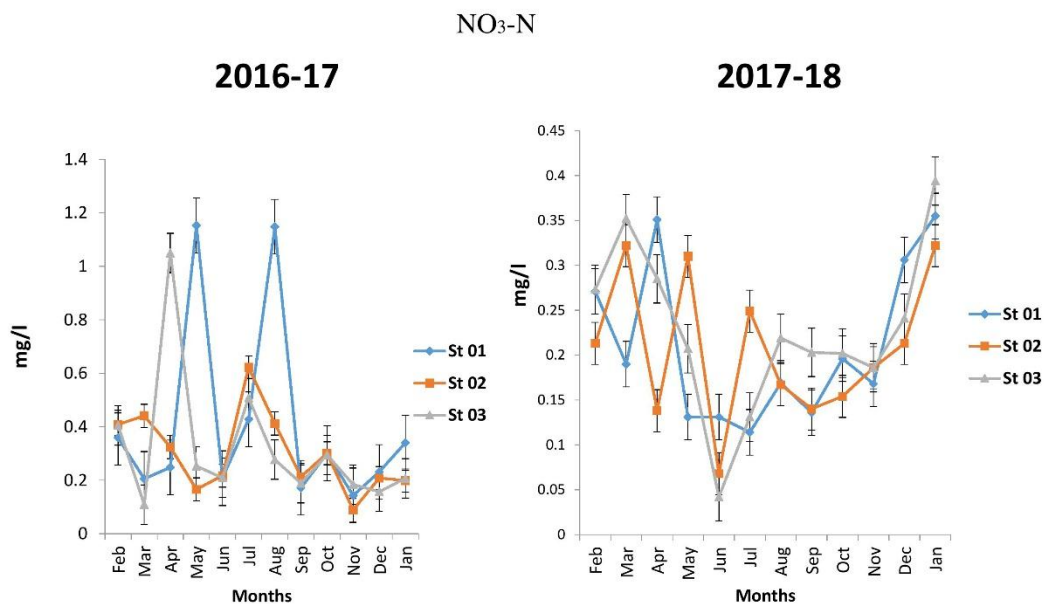 NO₃-N
2016-17
1.4
1.2
1
0.8
0.6
0.4
0.2
0
mg/l
Feb
Mar
Apr
May
Jun
Jul
Aug
Sep
Oct
Nov
Dec
Jan
Months
St 01
St 02
St 03
2017-18
0.45
0.4
0.35
0.3
0.25
0.2
0.15
0.1
0.05
0
mg/l
Feb
Mar
Apr
May
Jun
Jul
Aug
Sep
Oct
Nov
Dec
Jan
Months
St 01
St 02
St 03